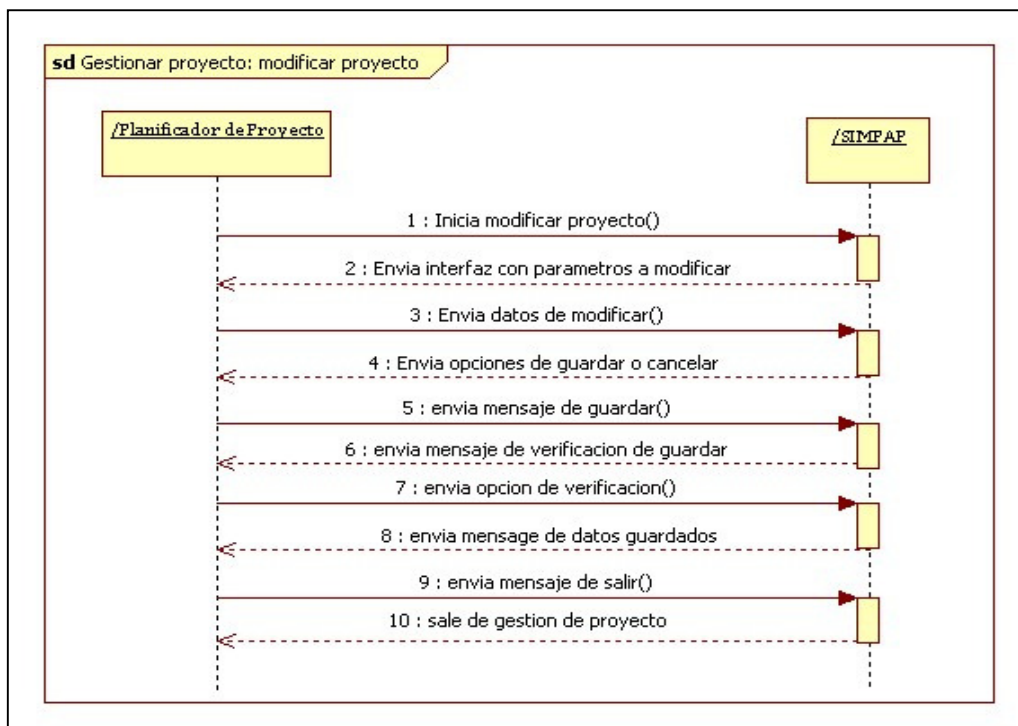 sd Gestionar proyecto: modificar proyecto
/Planificador de Proyecto
/SIMPAP
1 : Inicia modificar proyecto()
2 : Envia interfaz con parametros a modificar
3 : Envia datos de modificar()
4 : Envia opciones de guardar o cancelar
5 : envia mensaje de guardar()
6 : envia mensaje de verificacion de guardar
7 : envia opcion de verificacion()
8 : envia mensage de datos guardados
9 : envia mensaje de salir()
10 : sale de gestion de proyecto